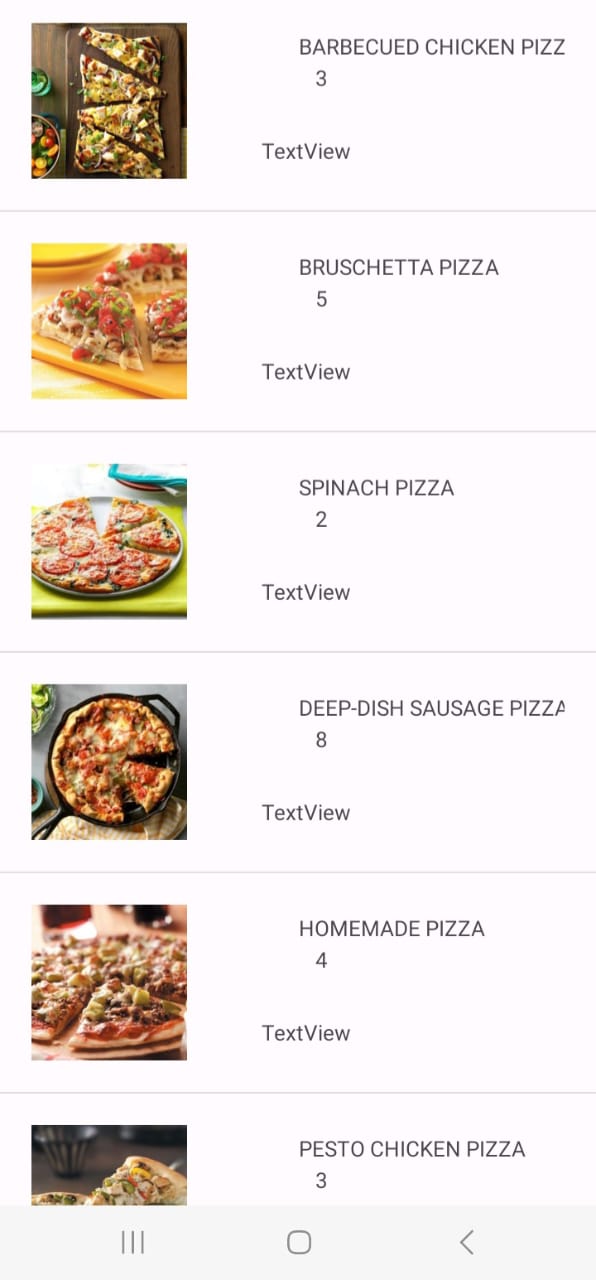 BARBECUED CHICKEN PIZZ
3
TextView
BRUSCHETTA PIZZA
5
TextView
SPINACH PIZZA
2
TextView
DEEP-DISH SAUSAGE PIZZA
8
TextView
HOMEMADE PIZZA
4
TextView
PESTO CHICKEN PIZZA
3